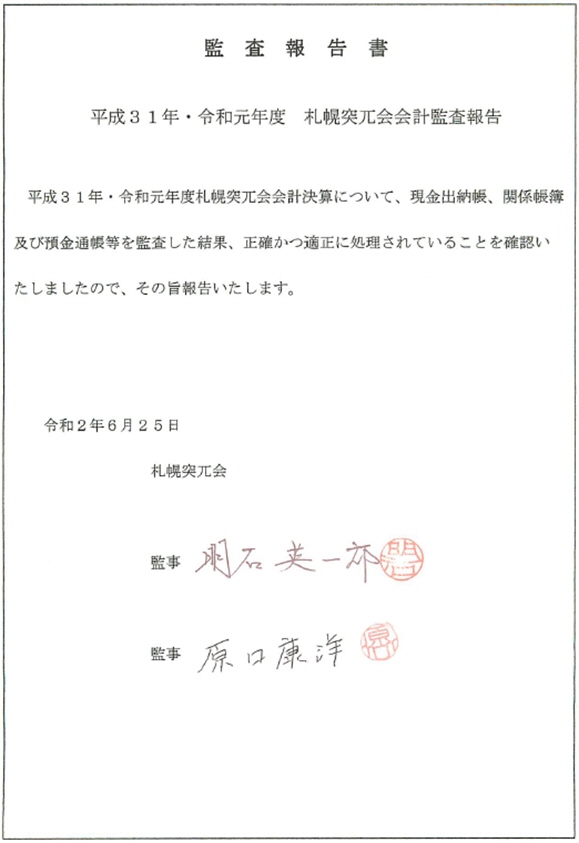 監 査 報 告 書
平成３１年・令和元年度　札幌突兀会会計監査報告
平成３１年・令和元年度札幌突兀会会計決算について、現金出納帳、関係帳簿
及び預金通帳等を監査した結果、正確かつ適正に処理されていることを確認い
たしましたので、その旨報告いたします。
令和２年６月２５日
札幌突兀会
監事 明石英一郎
監事 原口康洋